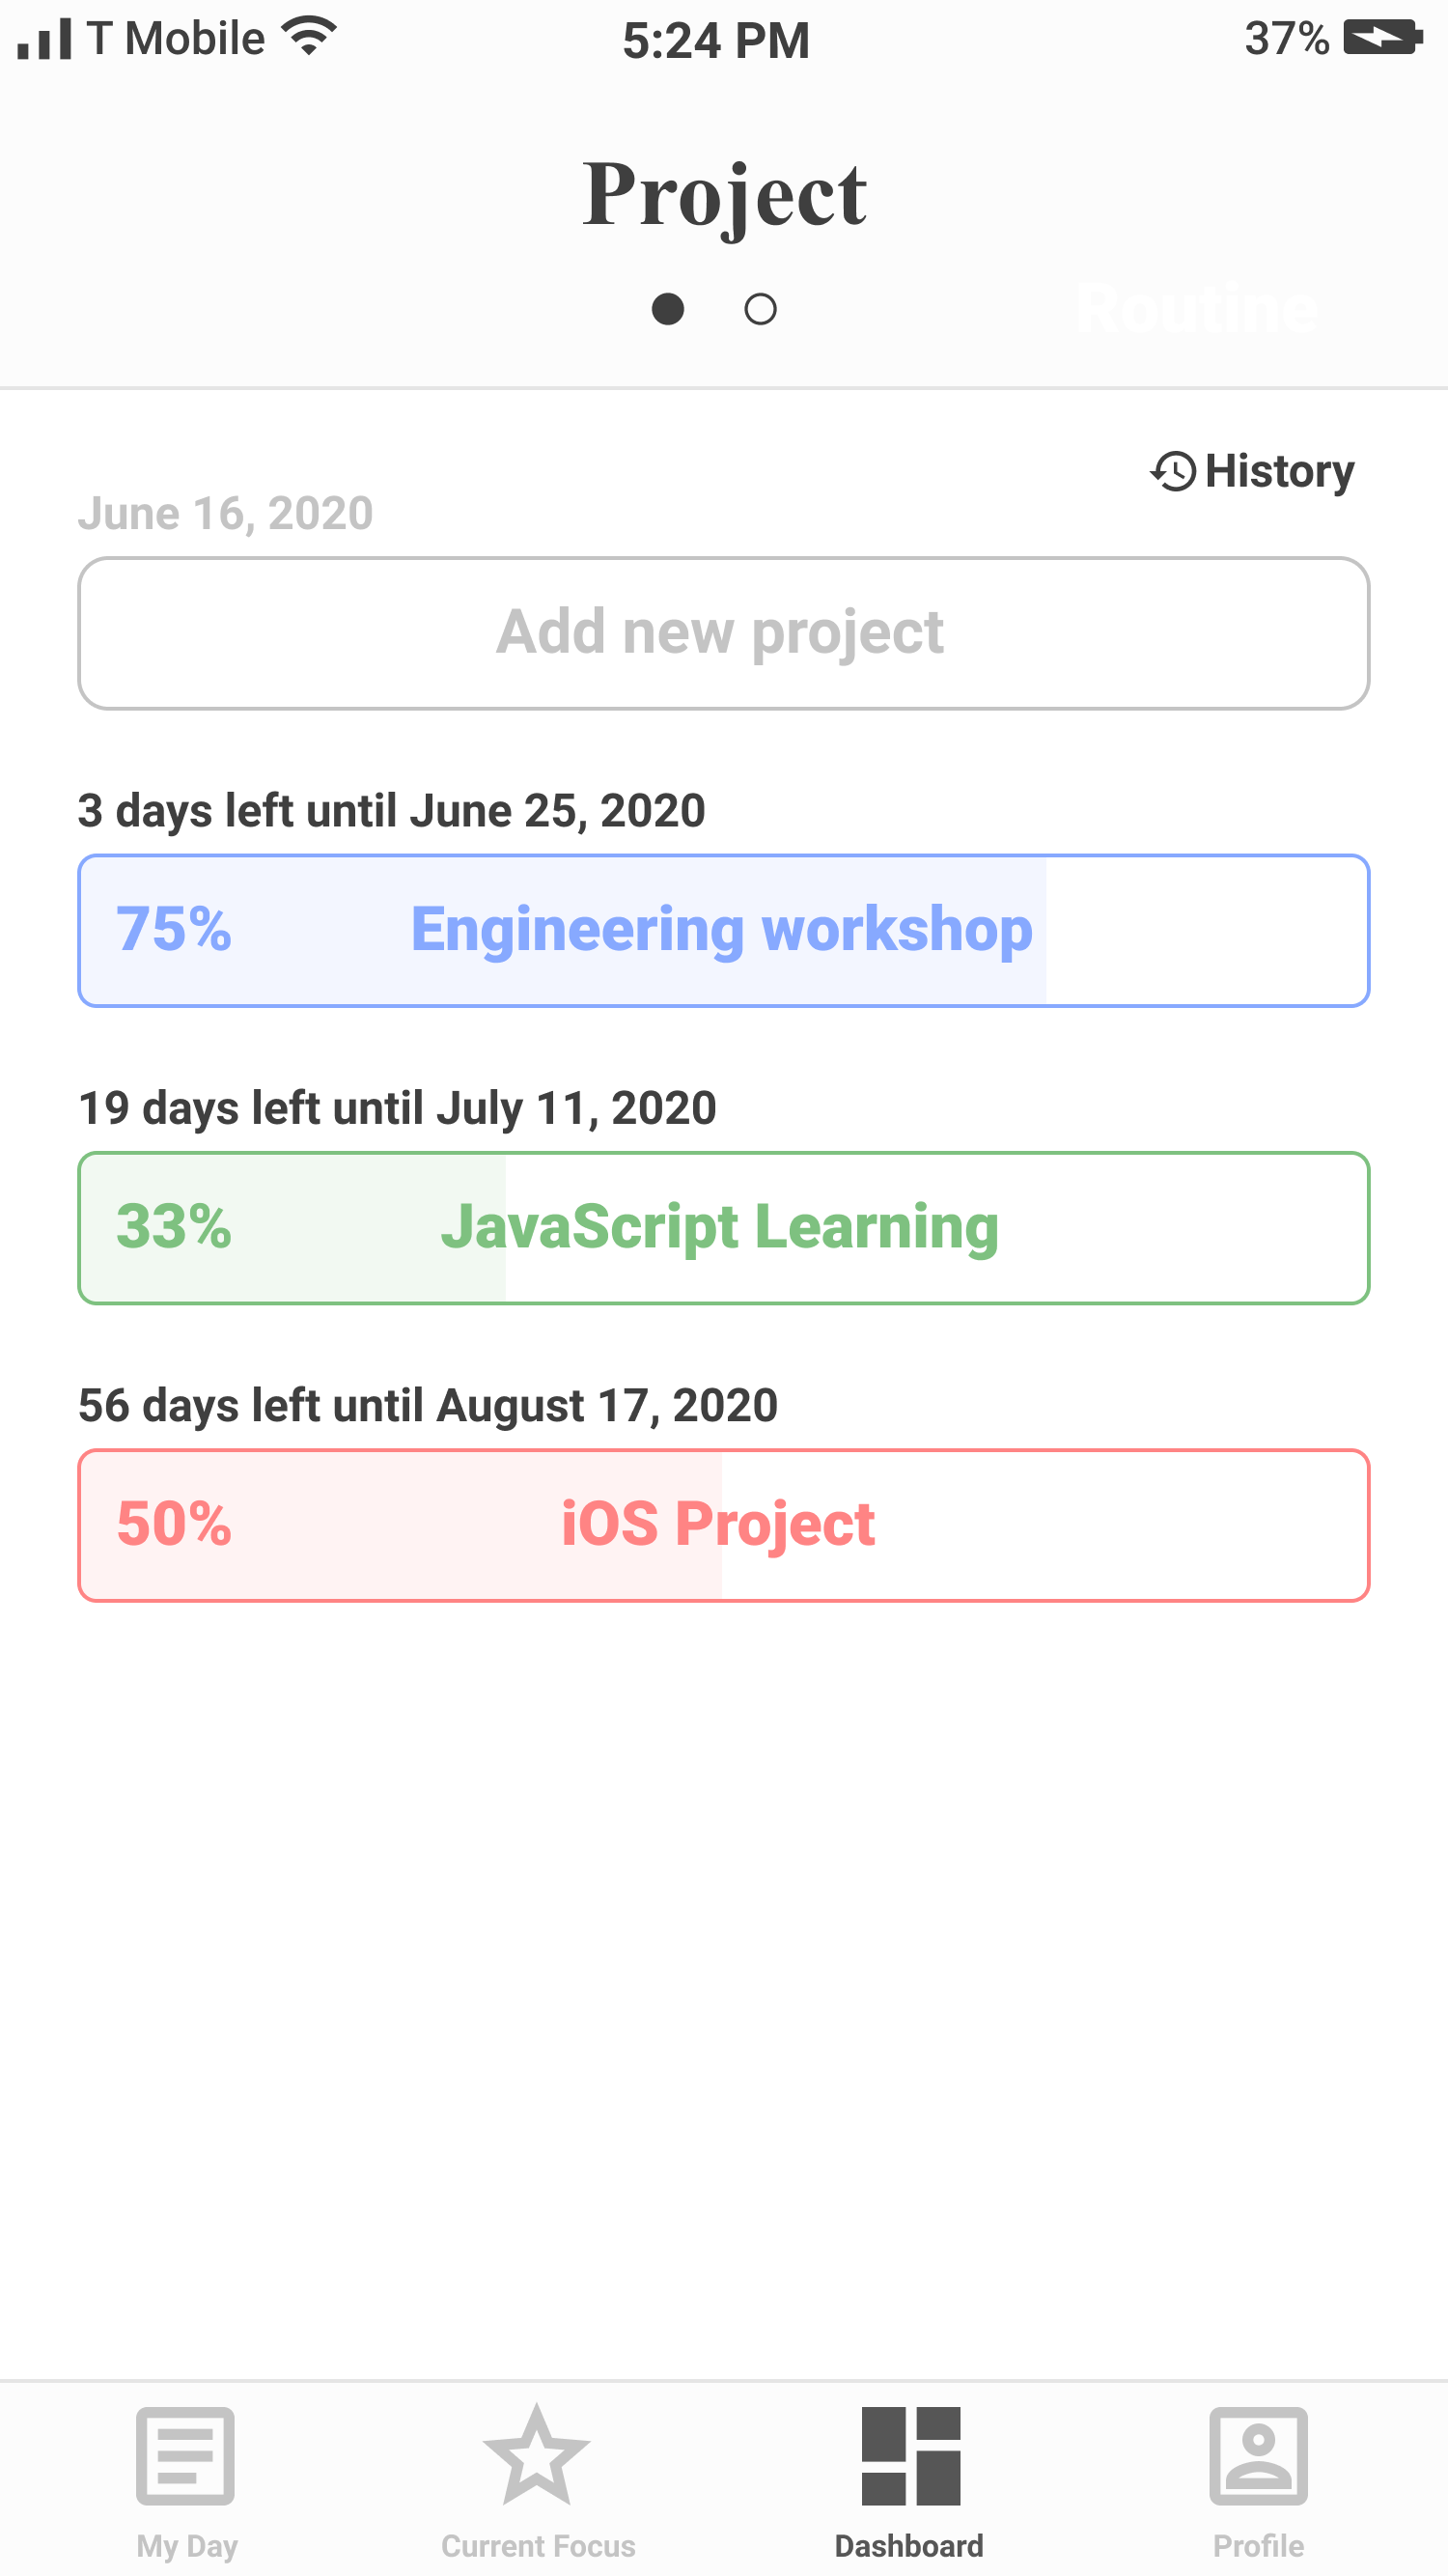 T Mobile 5:24 PM 37%
Project
Routine
History
June 16, 2020
Add new project
3 days left until June 25, 2020
75% Engineering workshop
19 days left until July 11, 2020
33% JavaScript Learning
56 days left until August 17, 2020
50% iOS Project
My Day Current Focus Dashboard Profile